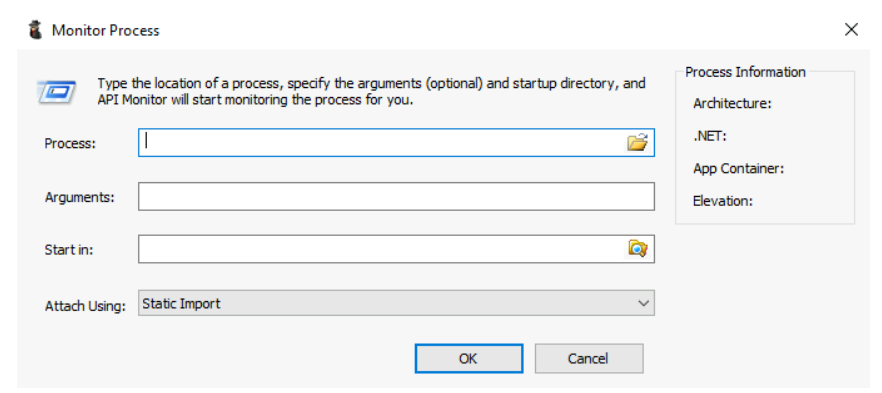 Monitor Process
Type the location of a process, specify the arguments (optional) and startup directory, and
API Monitor will start monitoring the process for you.
Process:
Arguments:
Start in:
Attach Using:
Static Import
OK
Cancel
Process Information
Architecture:
.NET:
App Container:
Elevation: